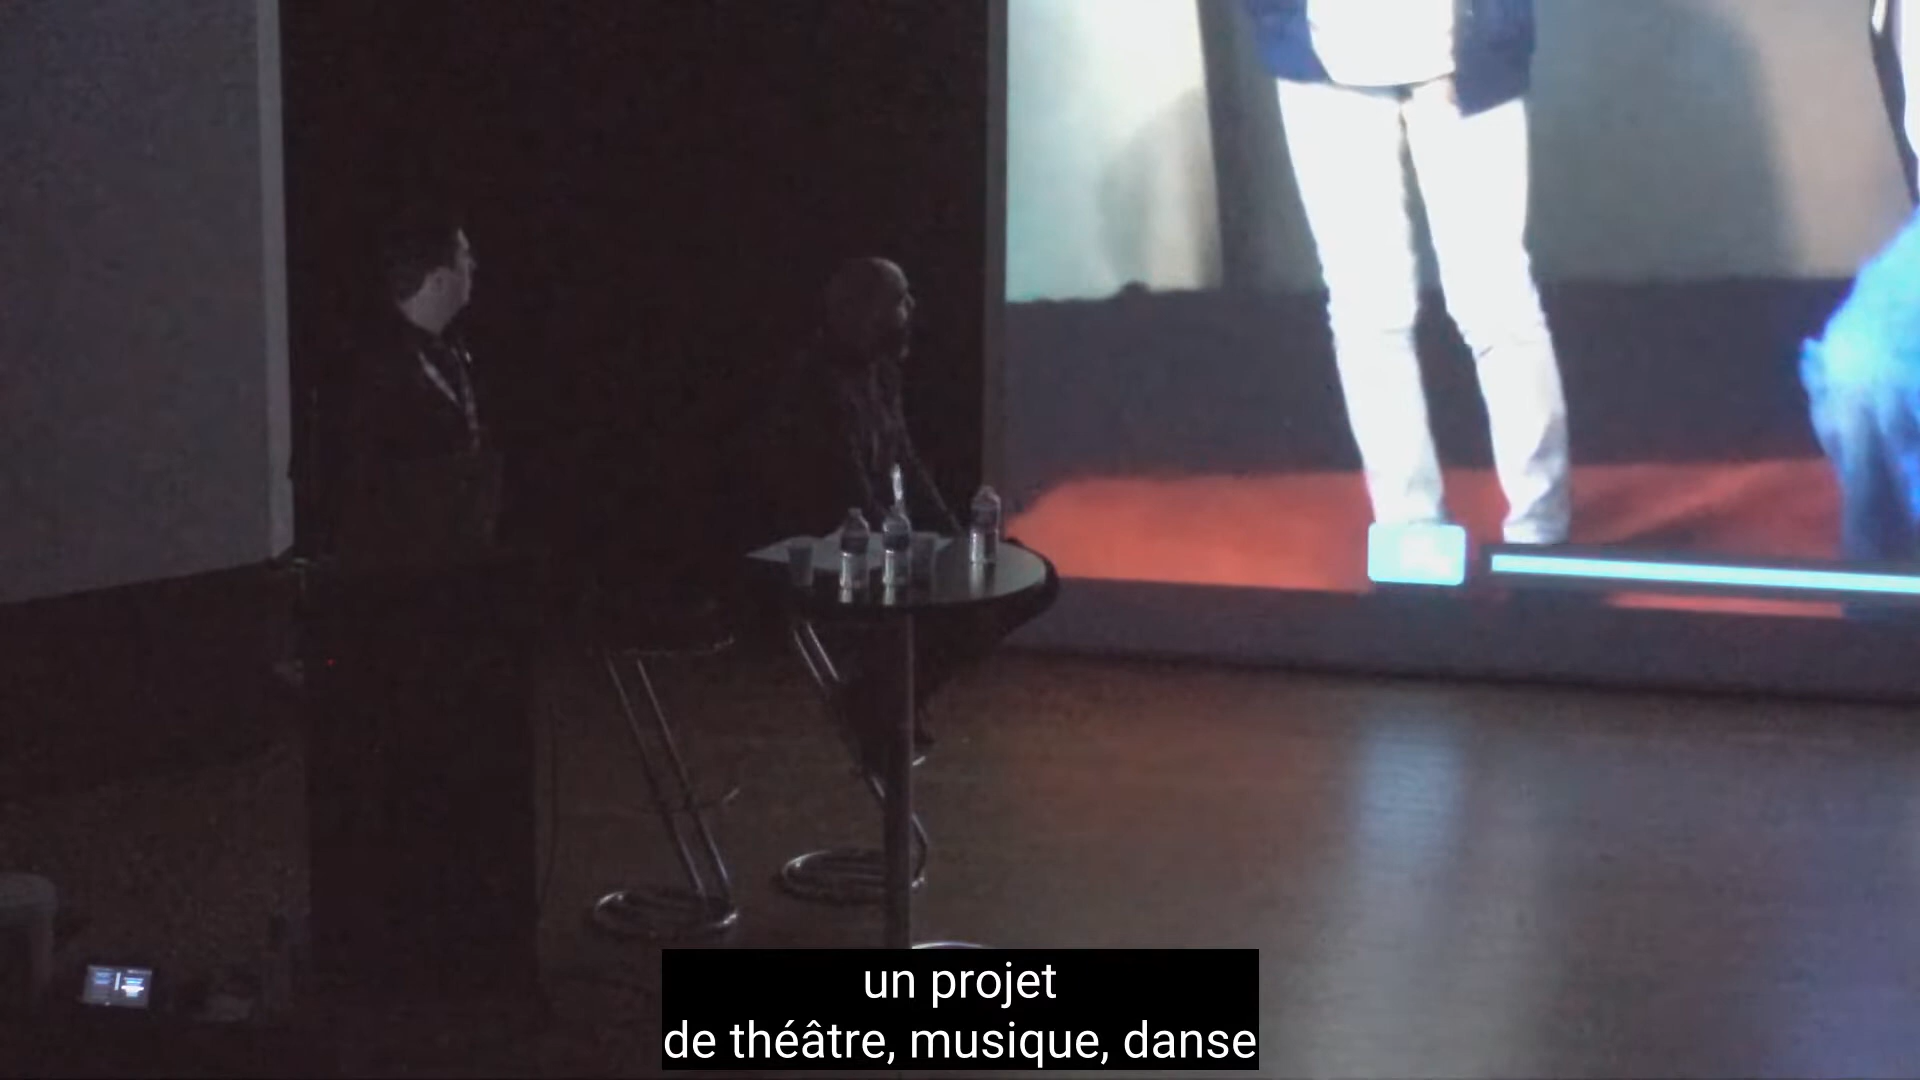 un projet
de théâtre, musique, danse